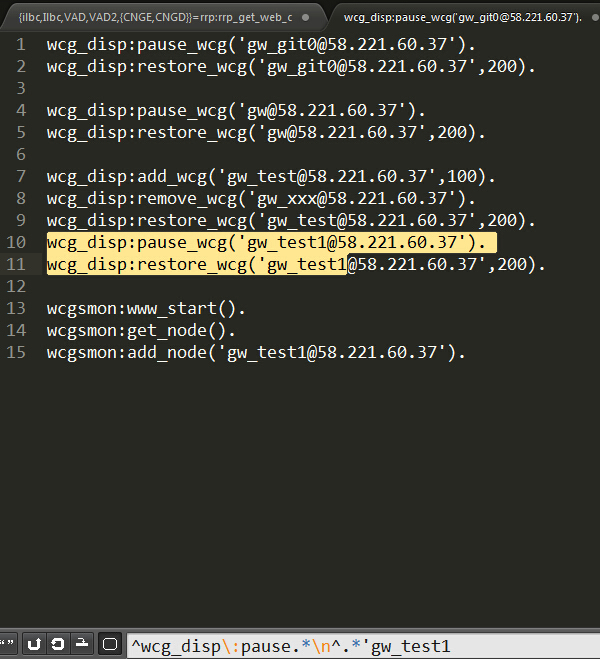 {ilbc,Ilbc,VAD,VAD2,{CNGE,CNGD}}=rrp:rrp_get_web_c
wcg_disp:pause_wcg('gw_git0@58.221.60.37').
1 wcg_disp:pause_wcg('gw_git0@58.221.60.37').
2 wcg_disp:restore_wcg('gw_git0@58.221.60.37',200).
3
4 wcg_disp:pause_wcg('gw@58.221.60.37').
5 wcg_disp:restore_wcg('gw@58.221.60.37',200).
6
7 wcg_disp:add_wcg('gw_test@58.221.60.37',100).
8 wcg_disp:remove_wcg('gw_xxx@58.221.60.37').
9 wcg_disp:restore_wcg('gw_test@58.221.60.37',200).
10 wcg_disp:pause_wcg('gw_test1@58.221.60.37').
11 wcg_disp:restore_wcg('gw_test1@58.221.60.37',200).
12
13 wcgsmon:www_start().
14 wcgsmon:get_node().
15 wcgsmon:add_node('gw_test1@58.221.60.37').
“” ^wcg_disp\:pause.*\n^.*'gw_test1